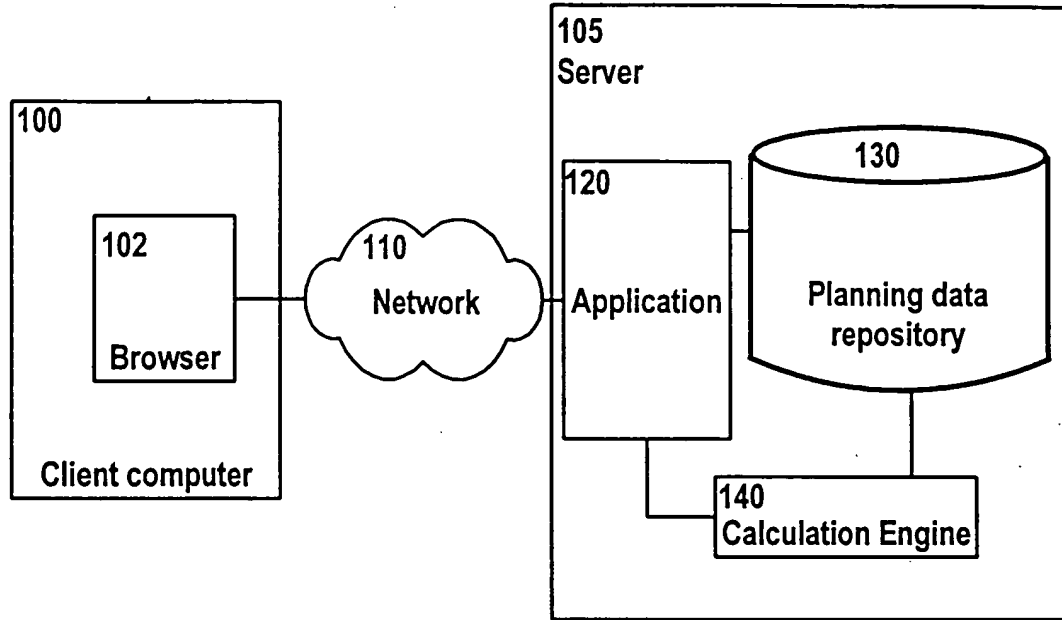 100
102
Browser
Client computer
110
Network
105
Server
120
Application
130
Planning data
repository
140
Calculation Engine